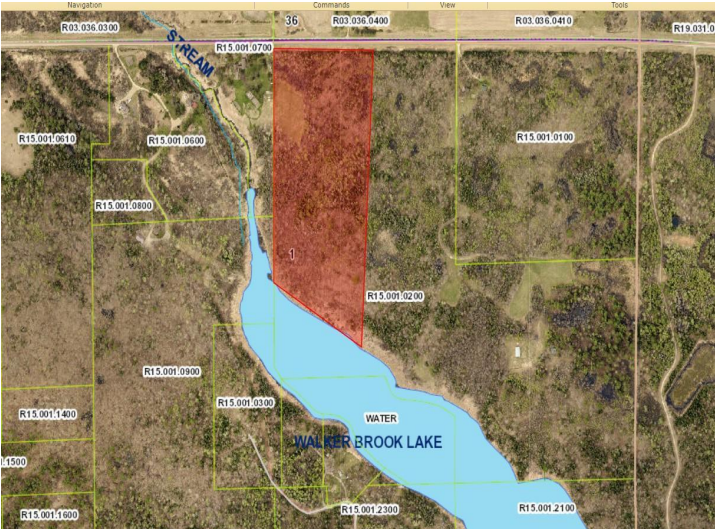 Navigation
Commands
View
Tools
R03.036.0300
36
R03.036.0400
R03.036.0410
R19.031.0
STREAM
R15.001.0700
R15.001.0610
R15.001.0600
R15.001.0100
R15.001.0800
1
R15.001.0200
R15.001.0900
R15.001.0300
R15.001.1400
WATER
WALKER BROOK LAKE
.1500
R15.001.1600
R15.001.2300
R15.001.2100